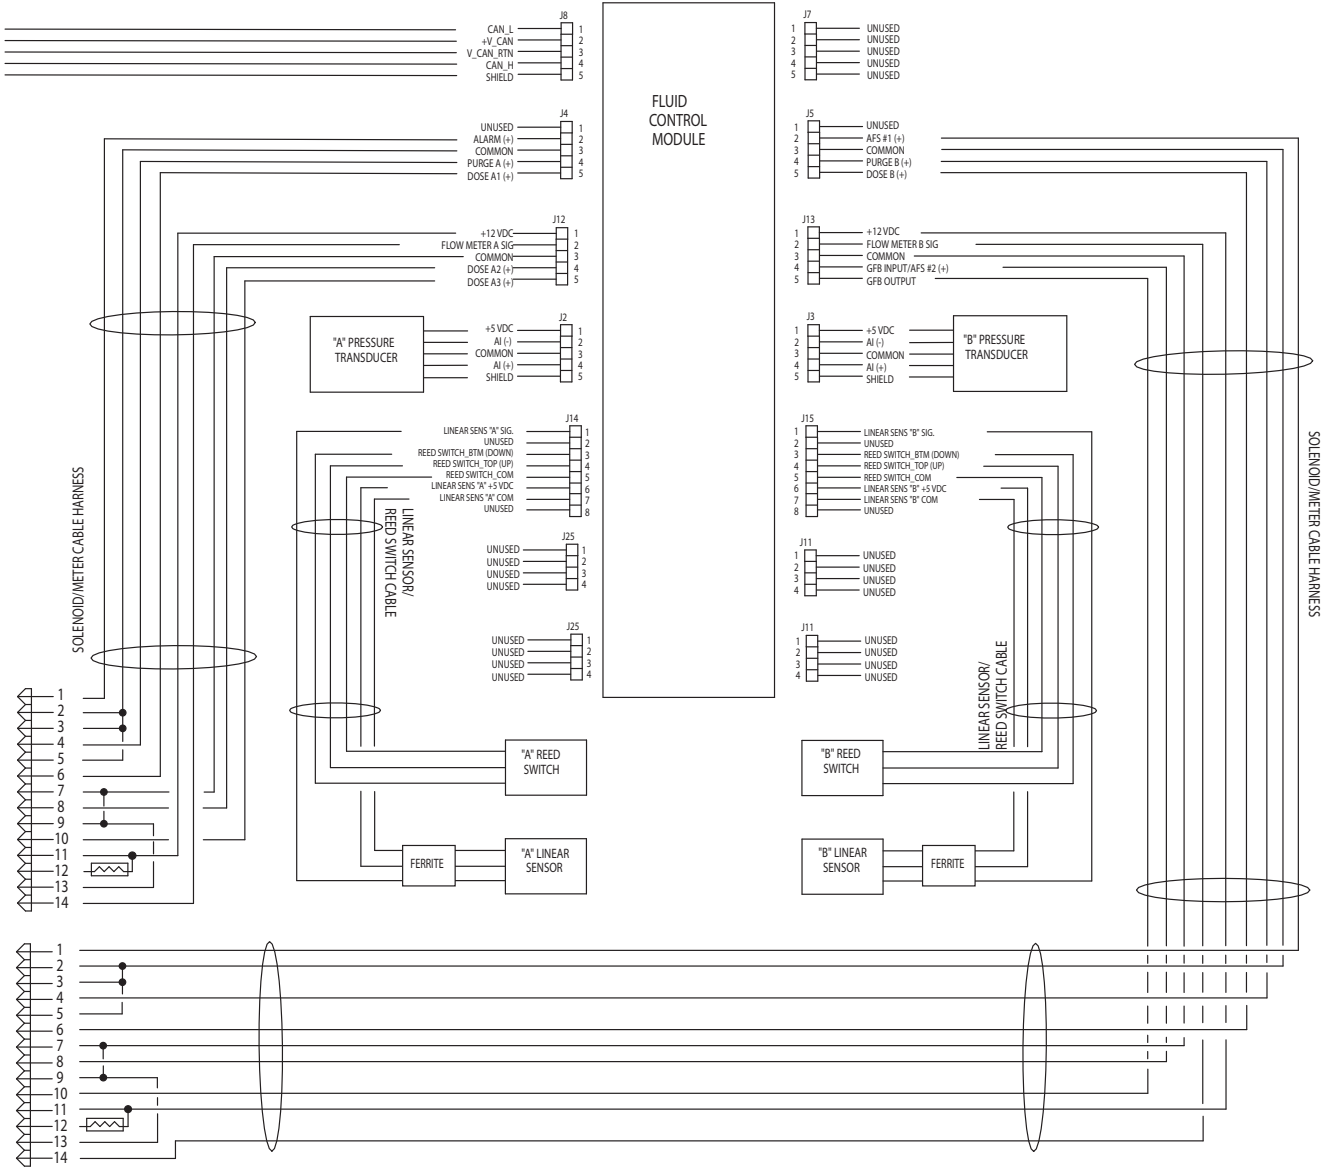 J8
CAN_L 1
+V_CAN 2
V_CAN_RTN 3
CAN_H 4
SHIELD 5
J7
1 UNUSED
2 UNUSED
3 UNUSED
4 UNUSED
5 UNUSED
FLUID
CONTROL
MODULE
J4
UNUSED 1
ALARM (+) 2
COMMON 3
PURGE A (+) 4
DOSE A1 (+) 5
J5
1 UNUSED
2 AFS #1 (+)
3 COMMON
4 PURGE B (+)
5 DOSE B (+)
J12
+12 VDC 1
FLOW METER A SIG 2
COMMON 3
DOSE A2 (+) 4
DOSE A3 (+) 5
J13
1 +12 VDC
2 FLOW METER B SIG
3 COMMON
4 GFB INPUT/AFS #2 (+)
5 GFB OUTPUT
"A" PRESSURE
TRANSDUCER
J2
+5 VDC 1
AI (-) 2
COMMON 3
AI (+) 4
SHIELD 5
J3
1 +5 VDC
2 AI (-)
3 COMMON
4 AI (+)
5 SHIELD
"B" PRESSURE
TRANSDUCER
J14
LINEAR SENS "A" SIG. 1
UNUSED 2
REED SWITCH_BTM (DOWN) 3
REED SWITCH_TOP (UP) 4
REED SWITCH_COM 5
LINEAR SENS "A" +5 VDC 6
LINEAR SENS "A" COM 7
UNUSED 8
J15
1 LINEAR SENS "B" SIG.
2 UNUSED
3 REED SWITCH_BTM (DOWN)
4 REED SWITCH_TOP (UP)
5 REED SWITCH_COM
6 LINEAR SENS "B" +5 VDC
7 LINEAR SENS "B" COM
8 UNUSED
SOLENOID/METER CABLE HARNESS
LINEAR SENSOR/
REED SWITCH CABLE
SOLENOID/METER CABLE HARNESS
J25
UNUSED 1
UNUSED 2
UNUSED 3
UNUSED 4
J11
1 UNUSED
2 UNUSED
3 UNUSED
4 UNUSED
J25
UNUSED 1
UNUSED 2
UNUSED 3
UNUSED 4
J11
1 UNUSED
2 UNUSED
3 UNUSED
4 UNUSED
LINEAR SENSOR/
REED SWITCH CABLE
1
2
3
4
5
6
7
8
9
10
11
12
13
14
"A" REED
SWITCH
"B" REED
SWITCH
FERRITE
"A" LINEAR
SENSOR
"B" LINEAR
SENSOR
FERRITE
1
2
3
4
5
6
7
8
9
10
11
12
13
14